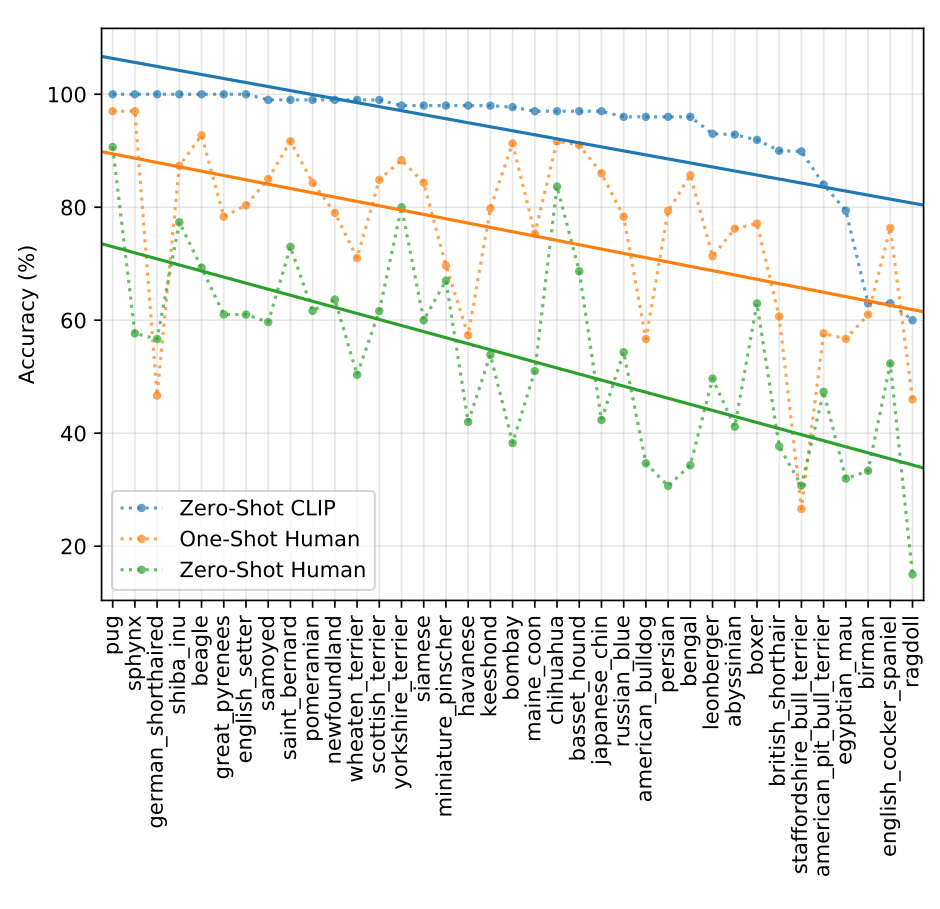 100
80
60
40
20
Accuracy (%)
Zero-Shot CLIP
One-Shot Human
Zero-Shot Human
pug
sphynx
german_shorthaired
shiba_inu
beagle
great_pyrenees
english_setter
samoyed
saint_bernard
pomeranian
newfoundland
wheaten_terrier
scottish_terrier
yorkshire_terrier
siamese
miniature_pinscher
havanese
keeshond
bombay
maine_coon
chihuahua
basset_hound
japanese_chin
russian_blue
american_bulldog
persian
bengal
leonberger
abyssinian
boxer
british_shorthair
staffordshire_bull_terrier
american_pit_bull_terrier
egyptian_mau
birman
english_cocker_spaniel
ragdoll